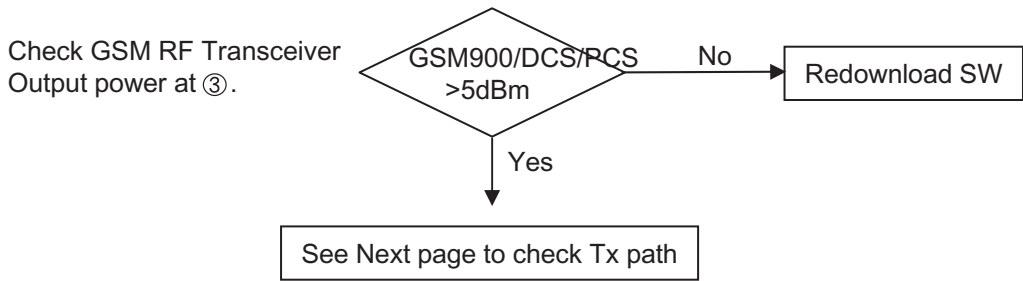 Check GSM RF Transceiver
Output power at ③.
GSM900/DCS/PCS
>5dBm
No
Redownload SW
Yes
See Next page to check Tx path